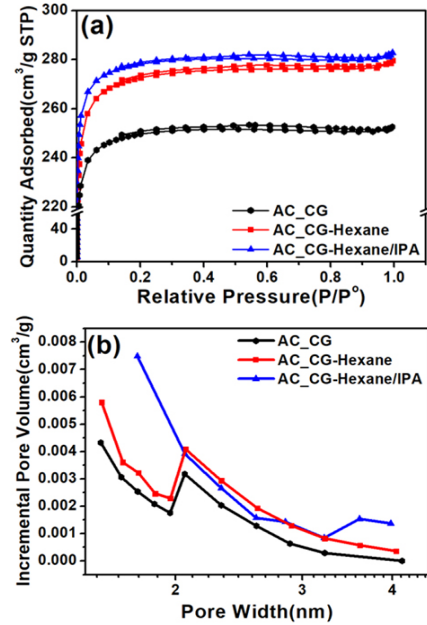 (a)
Quantity Adsorbed(cm³/g STP)
300
280
260
240
220
40
0
0.0 0.2 0.4 0.6 0.8 1.0
AC_CG
AC_CG-Hexane
AC_CG-Hexane/IPA
Relative Pressure(P/P°)
(b)
Incremental Pore Volume(cm³/g)
0.008
0.007
0.006
0.005
0.004
0.003
0.002
0.001
0.000
AC_CG
AC_CG-Hexane
AC_CG-Hexane/IPA
2 3 4
Pore Width(nm)